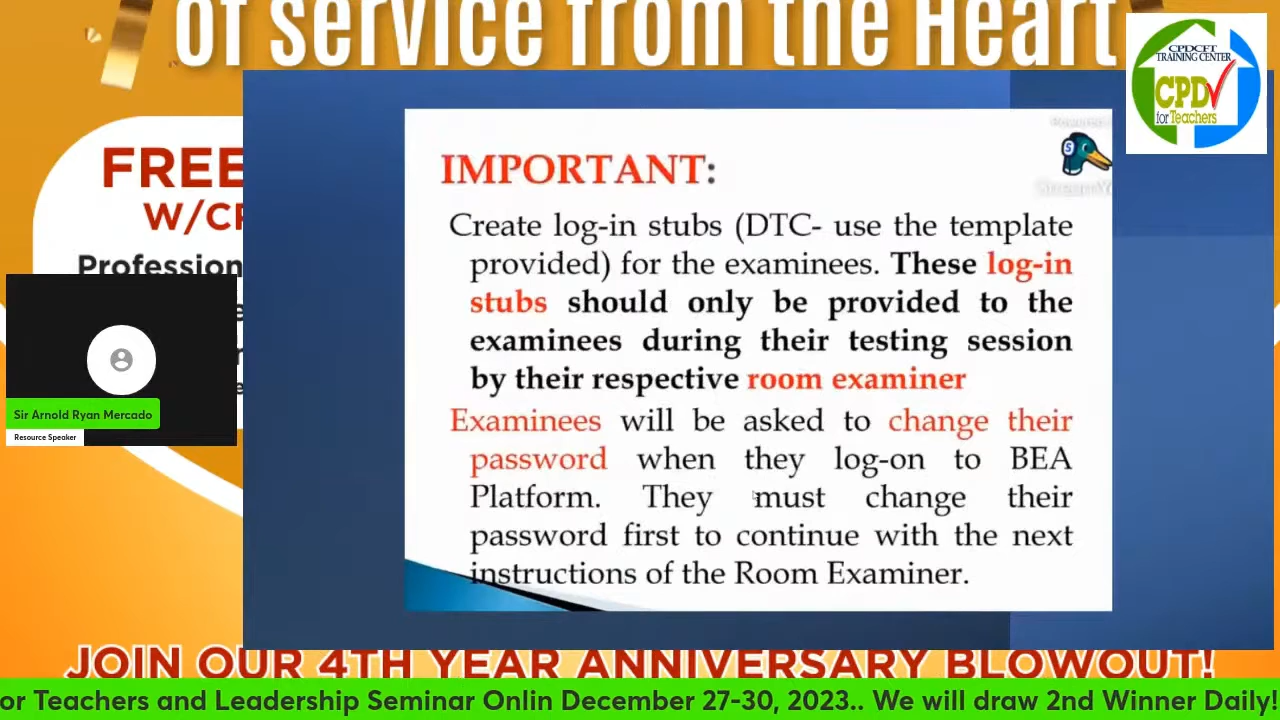 of service from the Heart
CPDCFT
TRAINING CENTER
CPD
for Teachers
FREE
W/CP
Profession
Sir Arnold Ryan Mercado
Resource Speaker
Powered
S
IMPORTANT:
Create log-in stubs (DTC- use the template
provided) for the examinees. These log-in
stubs should only be provided to the
examinees during their testing session
by their respective room examiner
Examinees will be asked to change their
password when they log-on to BEA
Platform. They must change their
password first to continue with the next
instructions of the Room Examiner.
JOIN OUR 4TH YEAR ANNIVERSARY BLOWOUT!
or Teachers and Leadership Seminar Onlin December 27-30, 2023.. We will draw 2nd Winner Daily!